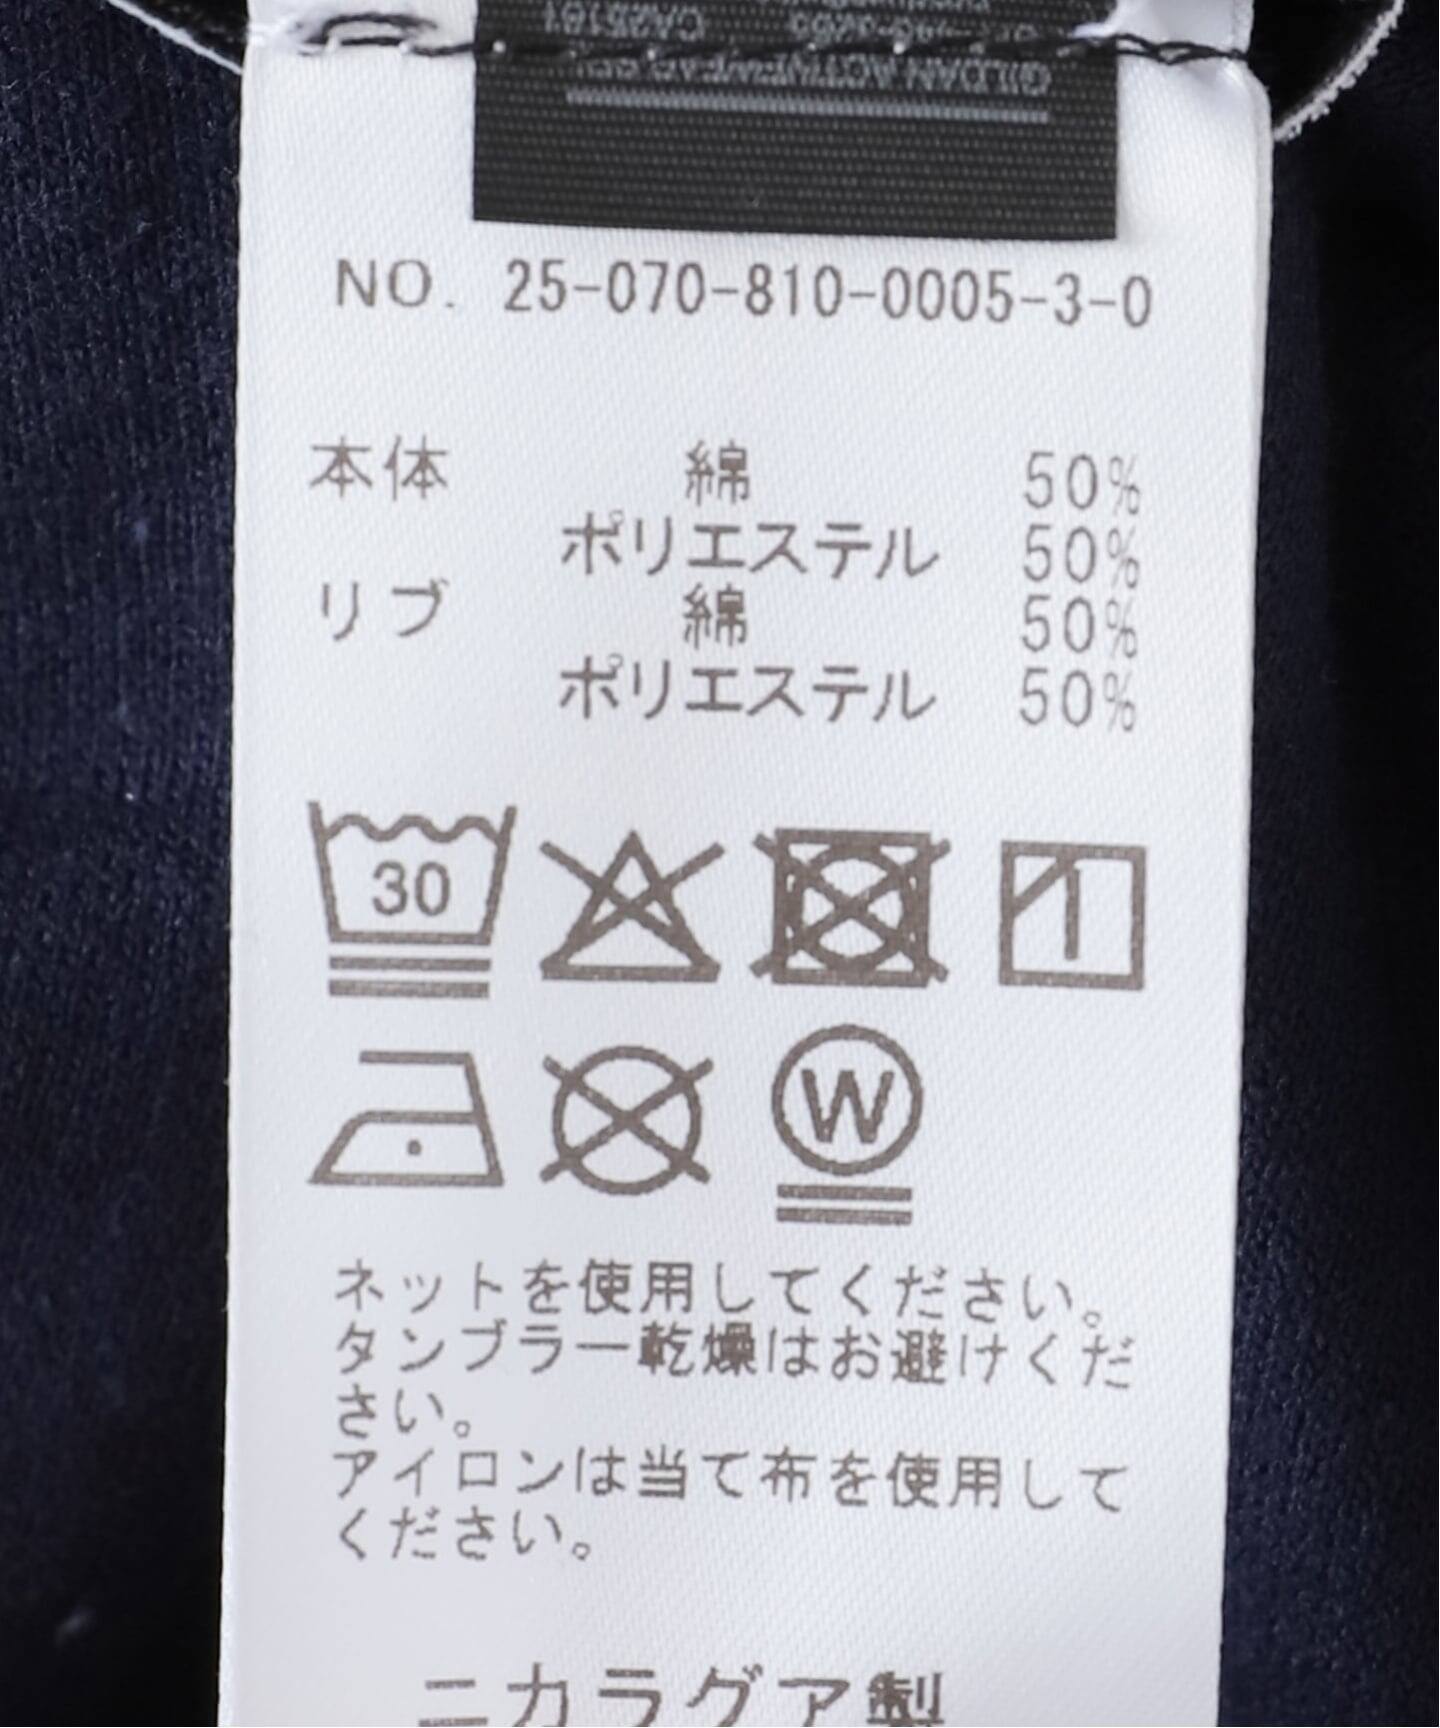 GILDAN ACTIVEWEAR
CA25161
NO. 25-070-810-0005-3-0
本体 綿 50%
ポリエステル 50%
リブ 綿 50%
ポリエステル 50%
30
W
ネットを使用してください。
タンブラー乾燥はお避けくだ
さい。
アイロンは当て布を使用して
ください。
ニカラグア製